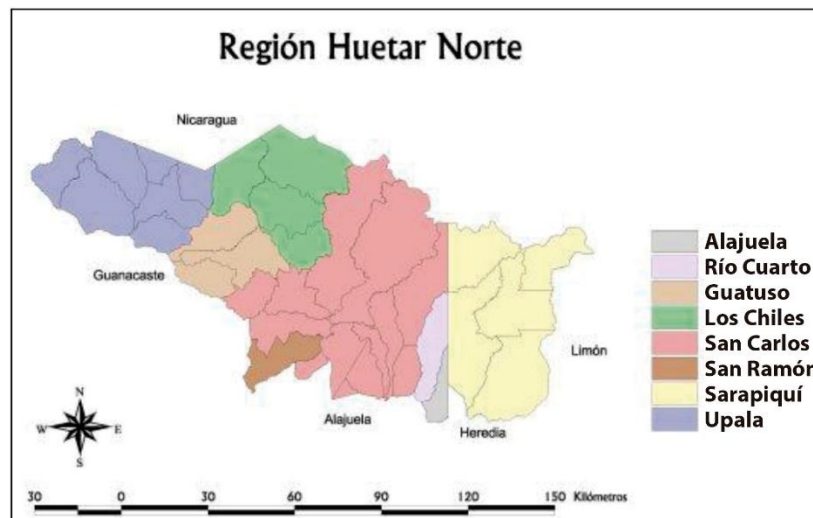 Región Huetar Norte
Nicaragua
Guanacaste
Limón
Alajuela
Heredia
Alajuela
Río Cuarto
Guatuso
Los Chiles
San Carlos
San Ramón
Sarapiquí
Upala
N
W E
S
30 0 30 60 90 120 150 Kilómetros